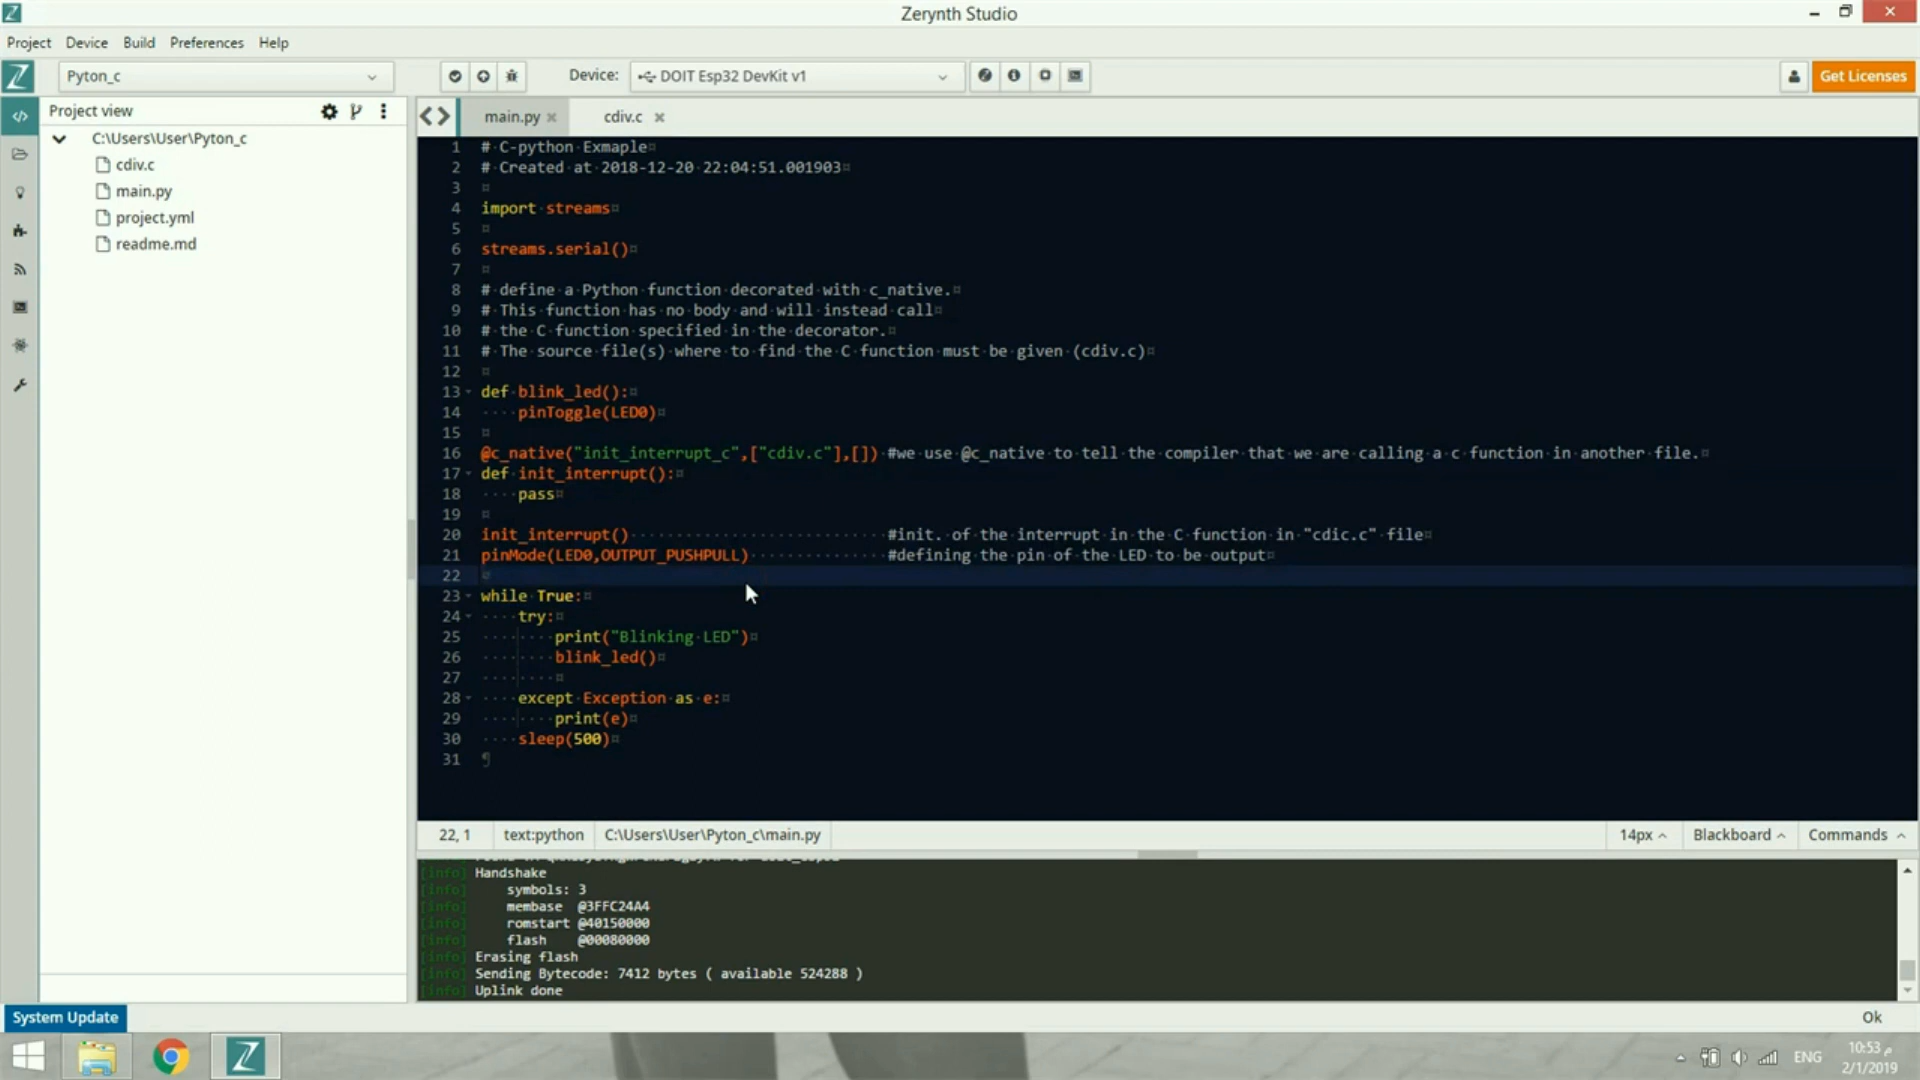 Zerynth Studio
Project Device Build Preferences Help
Pyton_c
Device: DOIT Esp32 DevKit v1
Get Licenses
Project view
main.py
cdiv.c
C:\Users\User\Pyton_c
cdiv.c
main.py
project.yml
readme.md
1 # C-python Exmaple
2 # Created at 2018-12-20 22:04:51.001903
3
4 import streams
5
6 streams.serial()
7
8 # define a Python function decorated with c_native.
9 # This function has no body and will instead call
10 # the C function specified in the decorator.
11 # The source file(s) where to find the C function must be given (cdiv.c)
12
13 def blink_led():
14 pinToggle(LED0)
15
16 @c_native("init_interrupt_c",["cdiv.c"],[]) #we use @c_native to tell the compiler that we are calling a c function in another file.
17 def init_interrupt():
18 pass
19
20 init_interrupt() #init. of the interrupt in the C function in "cdic.c" file
21 pinMode(LED0,OUTPUT_PUSHPULL) #defining the pin of the LED to be output
22
23 while True:
24 try:
25 print("Blinking LED")
26 blink_led()
27
28 except Exception as e:
29 print(e)
30 sleep(500)
31
22, 1 text:python C:\Users\User\Pyton_c\main.py 14px Blackboard Commands
[info] Handshake
[info] symbols: 3
[info] membase @3FFC24A4
[info] romstart @40150000
[info] flash @00080000
[info] Erasing flash
[info] Sending Bytecode: 7412 bytes ( available 524288 )
[info] Uplink done
System Update
Ok
ENG
10:53 م
2/1/2019